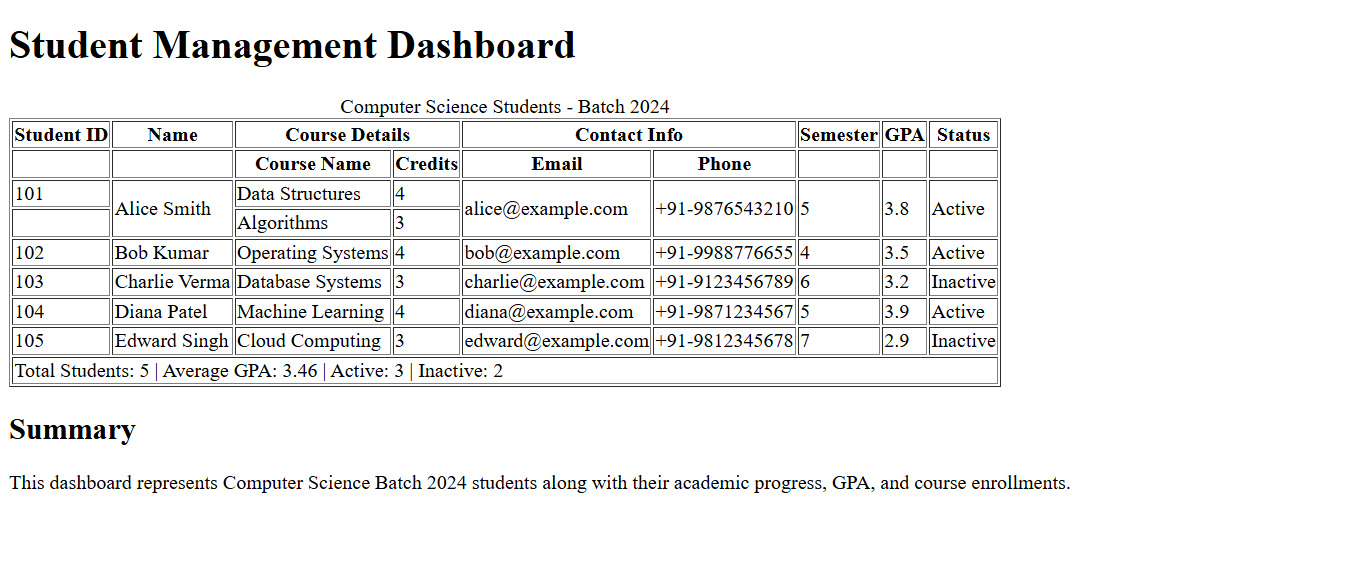 Student Management Dashboard
Computer Science Students - Batch 2024
Student ID Name Course Details Contact Info Semester GPA Status
Course Name Credits Email Phone
101 Alice Smith Data Structures 4 alice@example.com +91-9876543210 5 3.8 Active
Algorithms 3
102 Bob Kumar Operating Systems 4 bob@example.com +91-9988776655 4 3.5 Active
103 Charlie Verma Database Systems 3 charlie@example.com +91-9123456789 6 3.2 Inactive
104 Diana Patel Machine Learning 4 diana@example.com +91-9871234567 5 3.9 Active
105 Edward Singh Cloud Computing 3 edward@example.com +91-9812345678 7 2.9 Inactive
Total Students: 5 | Average GPA: 3.46 | Active: 3 | Inactive: 2
Summary
This dashboard represents Computer Science Batch 2024 students along with their academic progress, GPA, and course enrollments.